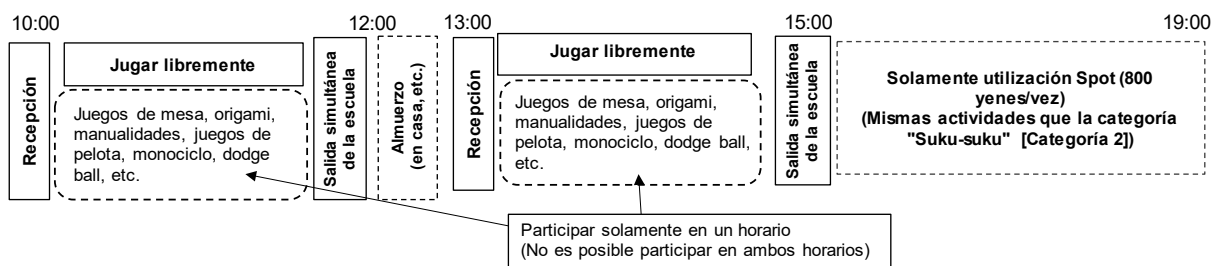 10:00
12:00
13:00
15:00
19:00
Recepción
Jugar libremente
Juegos de mesa, origami,
manualidades, juegos de
pelota, monociclo, dodge
ball, etc.
Salida simultánea
de la escuela
Almuerzo
(en casa, etc.)
Recepción
Jugar libremente
Juegos de mesa, origami,
manualidades, juegos de
pelota, monociclo, dodge ball,
etc.
Salida simultánea
de la escuela
Solamente utilización Spot (800
yenes/vez)
(Mismas actividades que la categoría
"Suku-suku" [Categoría 2])
Participar solamente en un horario
(No es posible participar en ambos horarios)